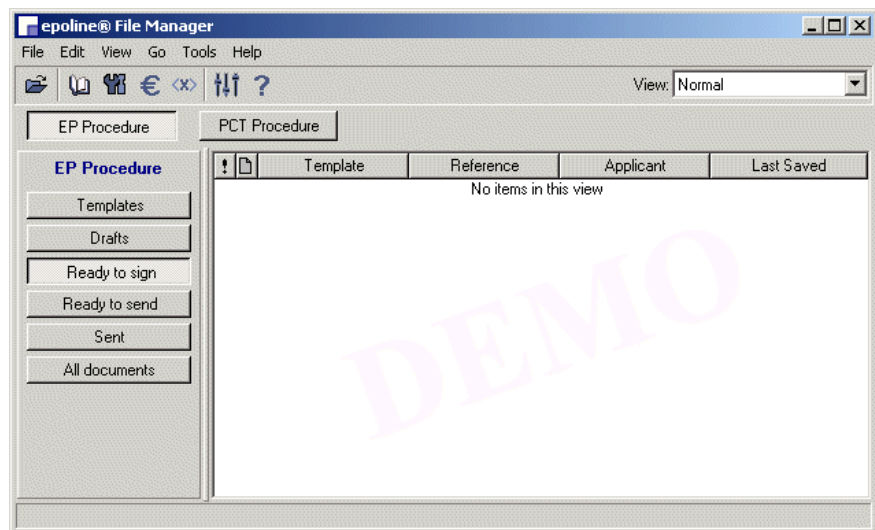 epoline® File Manager
File Edit View Go Tools Help
€ <x> ? View: Normal
EP Procedure PCT Procedure
EP Procedure
! Template Reference Applicant Last Saved
No items in this view
Templates
Drafts
Ready to sign
Ready to send
Sent
All documents
DEMO